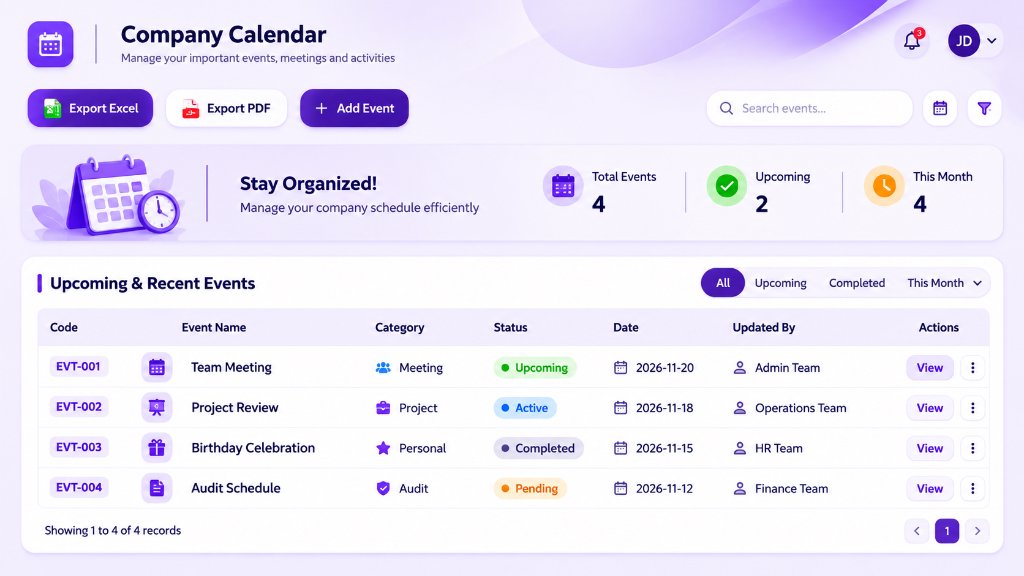 Company Calendar
Manage your important events, meetings and activities
3
JD
Export Excel
Export PDF
+ Add Event
Search events...
Stay Organized!
Manage your company schedule efficiently
Total Events
4
Upcoming
2
This Month
4
Upcoming & Recent Events
All Upcoming Completed This Month
Code Event Name Category Status Date Updated By Actions
EVT-001 Team Meeting Meeting Upcoming 2026-11-20 Admin Team View
EVT-002 Project Review Project Active 2026-11-18 Operations Team View
EVT-003 Birthday Celebration Personal Completed 2026-11-15 HR Team View
EVT-004 Audit Schedule Audit Pending 2026-11-12 Finance Team View
Showing 1 to 4 of 4 records
< 1 >